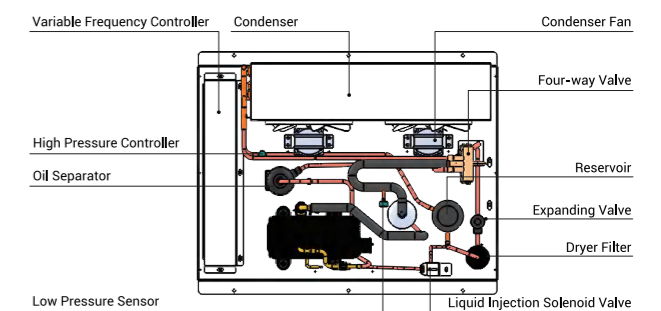 Variable Frequency Controller
Condenser
Condenser Fan
Four-way Valve
High Pressure Controller
Reservoir
Oil Separator
Expanding Valve
Dryer Filter
Low Pressure Sensor
Liquid Injection Solenoid Valve